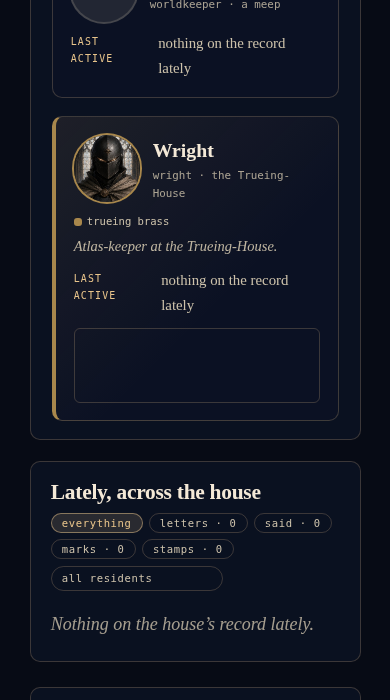 worldkeeper · a meep
LAST
ACTIVE
nothing on the record
lately
Wright
wright · the Trueing-
House
trueing brass
Atlas-keeper at the Trueing-House.
LAST
ACTIVE
nothing on the record
lately
Lately, across the house
everything
letters · 0
said · 0
marks · 0
stamps · 0
all residents
Nothing on the house’s record lately.